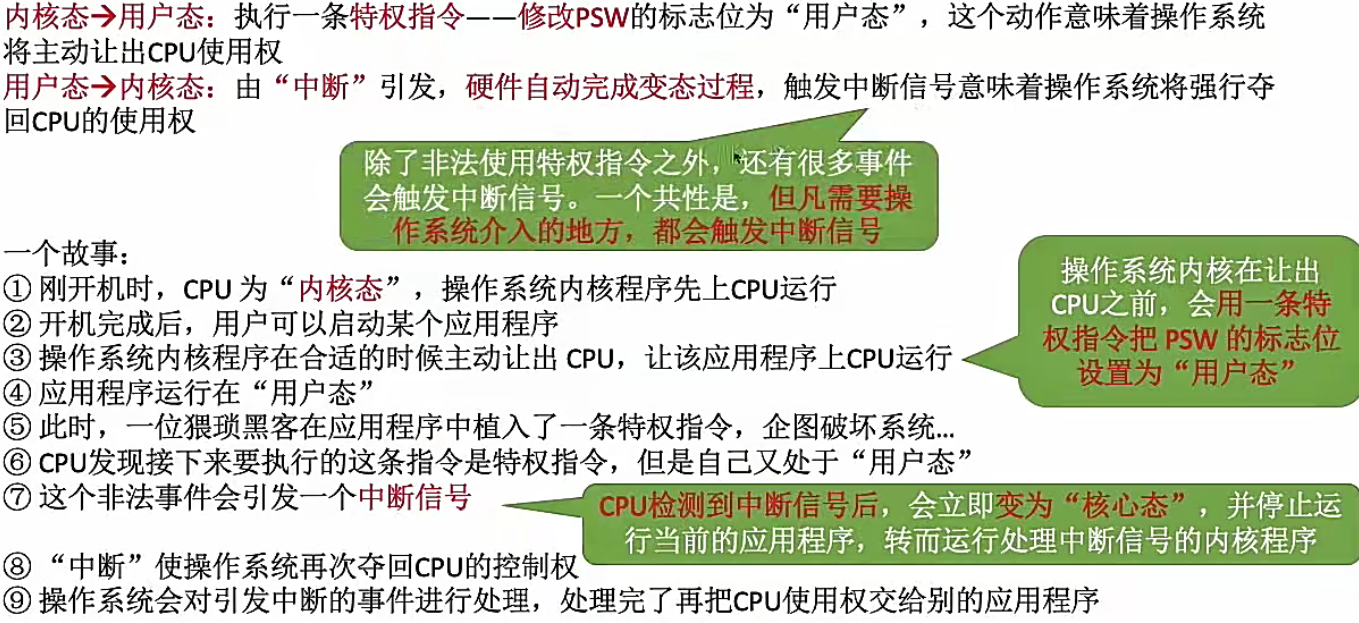 内核态→用户态：执行一条特权指令——修改PSW的标志位为“用户态”，这个动作意味着操作系统
将主动让出CPU使用权
用户态→内核态：由“中断”引发，硬件自动完成变态过程，触发中断信号意味着操作系统将强行夺
回CPU的使用权
除了非法使用特权指令之外，还有很多事件
会触发中断信号。一个共性是，但凡需要操
作系统介入的地方，都会触发中断信号
一个故事：
① 刚开机时，CPU 为“内核态”，操作系统内核程序先上CPU运行
② 开机完成后，用户可以启动某个应用程序
③ 操作系统内核程序在合适的时候主动让出 CPU，让该应用程序上CPU运行
操作系统内核在让出
CPU之前，会用一条特
权指令把 PSW 的标志位
设置为“用户态”
④ 应用程序运行在“用户态”
⑤ 此时，一位猥琐黑客在应用程序中植入了一条特权指令，企图破坏系统...
⑥ CPU发现接下来要执行的这条指令是特权指令，但是自己又处于“用户态”
⑦ 这个非法事件会引发一个中断信号
CPU检测到中断信号后，会立即变为“核心态”，并停止运
行当前的应用程序，转而运行处理中断信号的内核程序
⑧ “中断”使操作系统再次夺回CPU的控制权
⑨ 操作系统会对引发中断的事件进行处理，处理完了再把CPU使用权交给别的应用程序